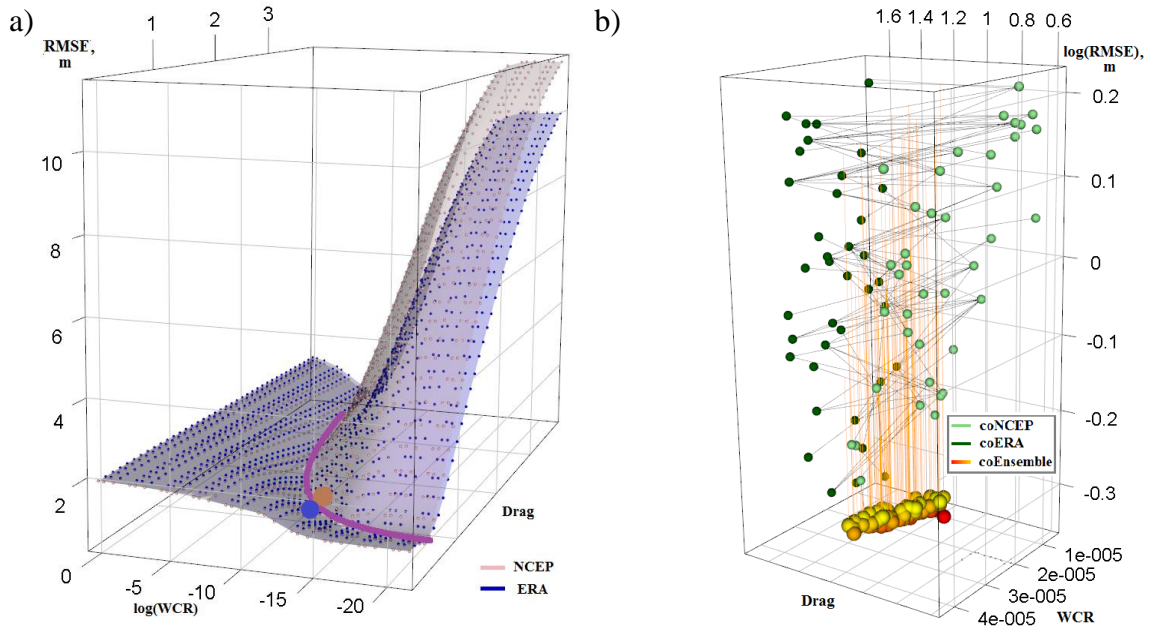 a)
1
2
3
RMSE,
m
10
8
6
4
2
0
-5
-10
-15
-20
log(WCR)
Drag
NCEP
ERA
b)
1.6 1.4 1.2 1 0.8 0.6
log(RMSE),
m
0.2
0.1
0
-0.1
-0.2
-0.3
coNCEP
coERA
coEnsemble
1e-005
2e-005
3e-005
4e-005
Drag
WCR